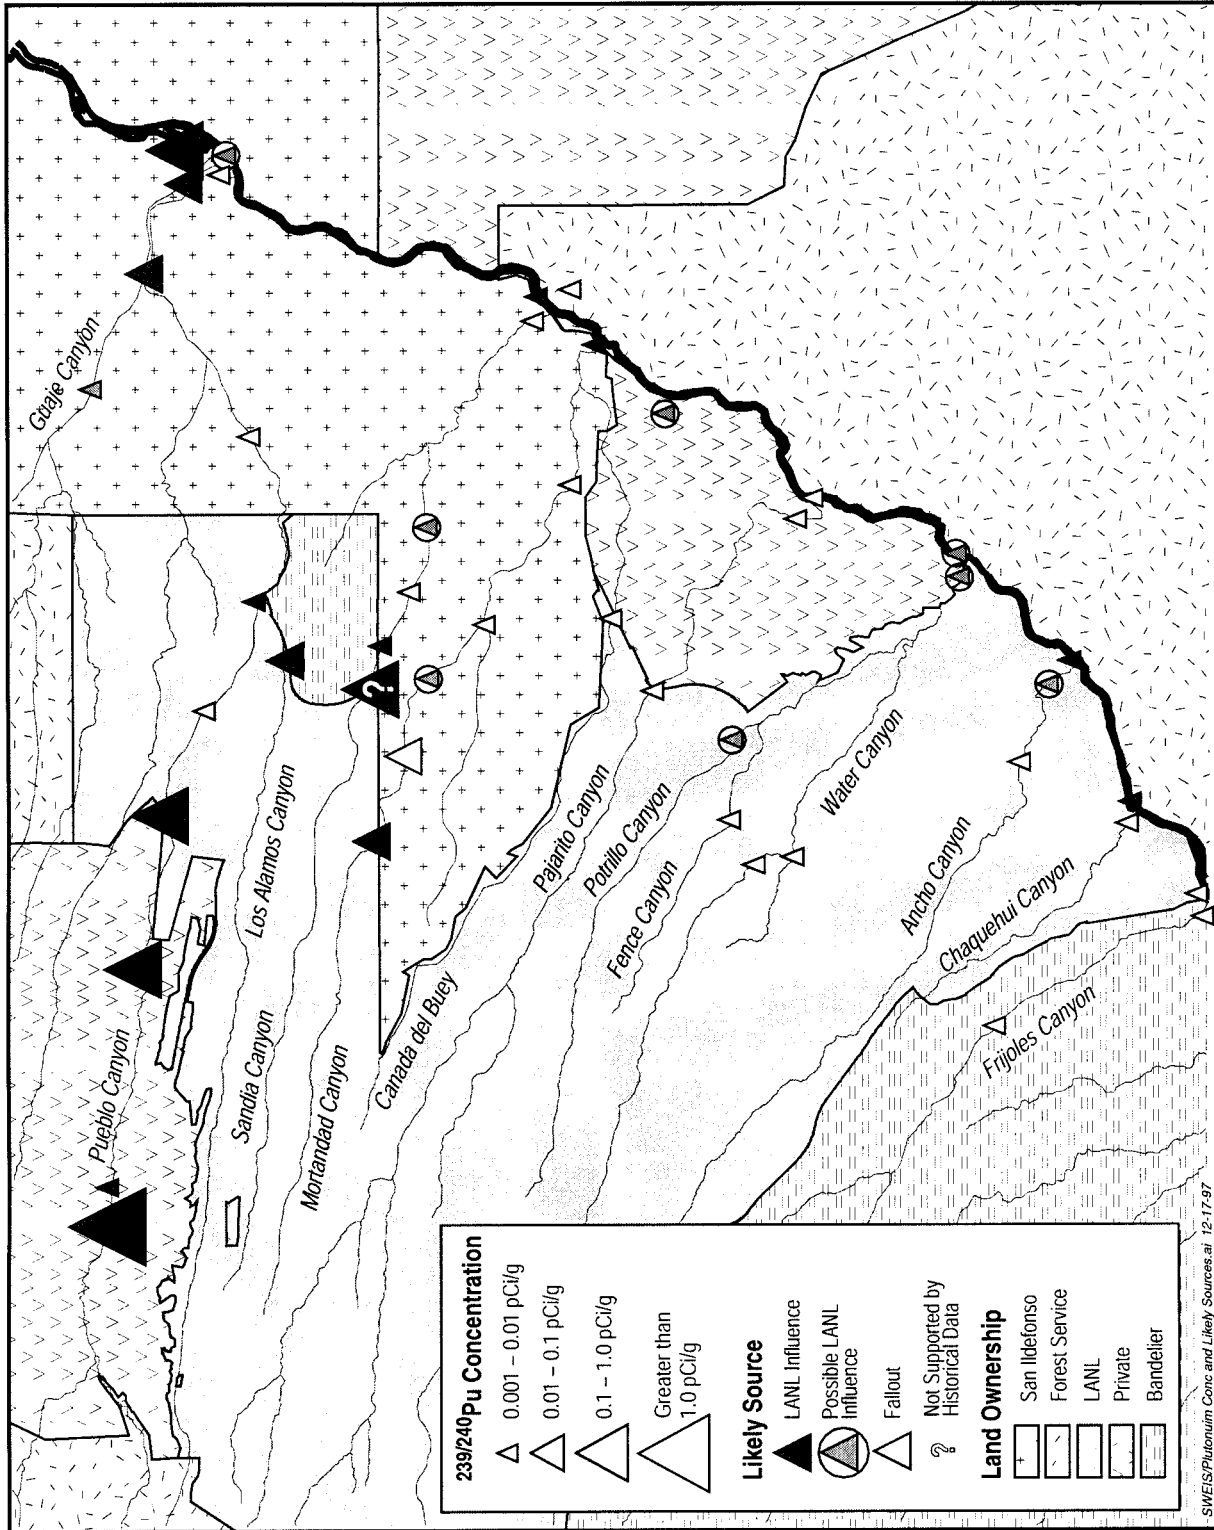 Guaje Canyon
Pueblo Canyon
Los Alamos Canyon
Sandia Canyon
Mortandad Canyon
Canada del Buey
Pajarito Canyon
Potrillo Canyon
Fence Canyon
Water Canyon
Ancho Canyon
Chaquehui Canyon
Frijoles Canyon
?
239/240Pu Concentration
0.001 – 0.01 pCi/g
0.01 – 0.1 pCi/g
0.1 – 1.0 pCi/g
Greater than
1.0 pCi/g
Likely Source
LANL Influence
Possible LANL
Influence
Fallout
? Not Supported by
Historical Data
Land Ownership
San Ildefonso
Forest Service
LANL
Private
Bandelier
SWEIS/Plutonuim Conc and Likely Sources.ai 12-17-97